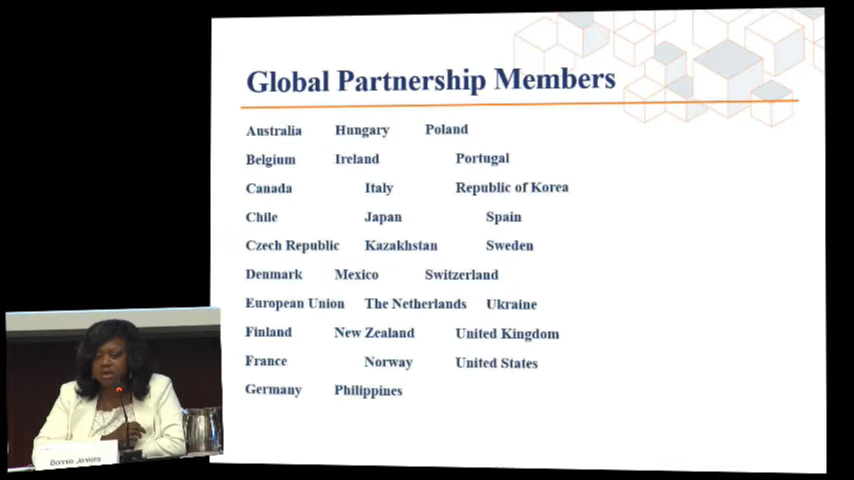 Global Partnership Members
Australia Hungary Poland
Belgium Ireland Portugal
Canada Italy Republic of Korea
Chile Japan Spain
Czech Republic Kazakhstan Sweden
Denmark Mexico Switzerland
European Union The Netherlands Ukraine
Finland New Zealand United Kingdom
France Norway United States
Germany Philippines
Bonnie Jenkins